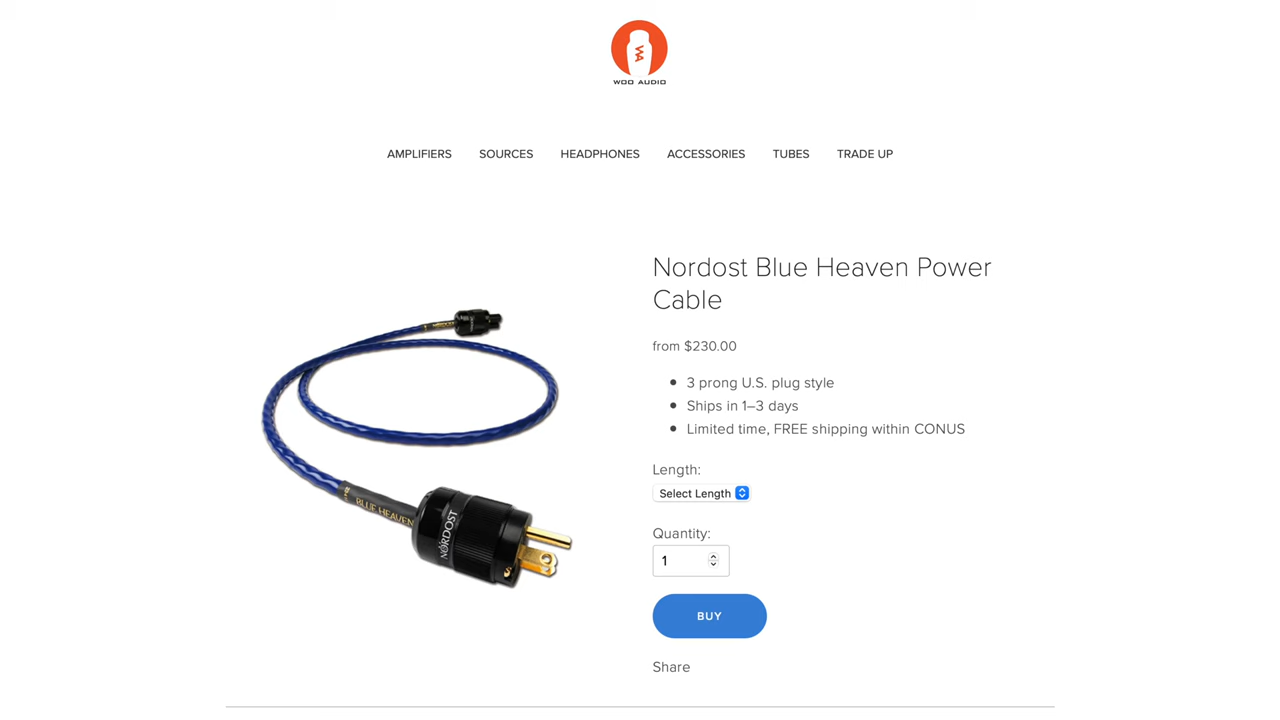 WOO AUDIO
AMPLIFIERS SOURCES HEADPHONES ACCESSORIES TUBES TRADE UP
Nordost Blue Heaven Power
Cable
from $230.00
3 prong U.S. plug style
Ships in 1–3 days
Limited time, FREE shipping within CONUS
Length:
Select Length
Quantity:
1
BUY
Share
BLUE HEAVEN
NORDOST